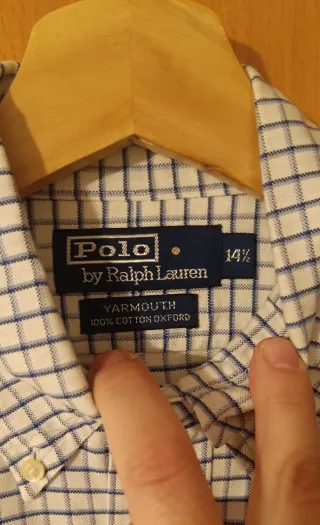 Polo
by Ralph Lauren
14½
YARMOUTH
100% COTTON OXFORD